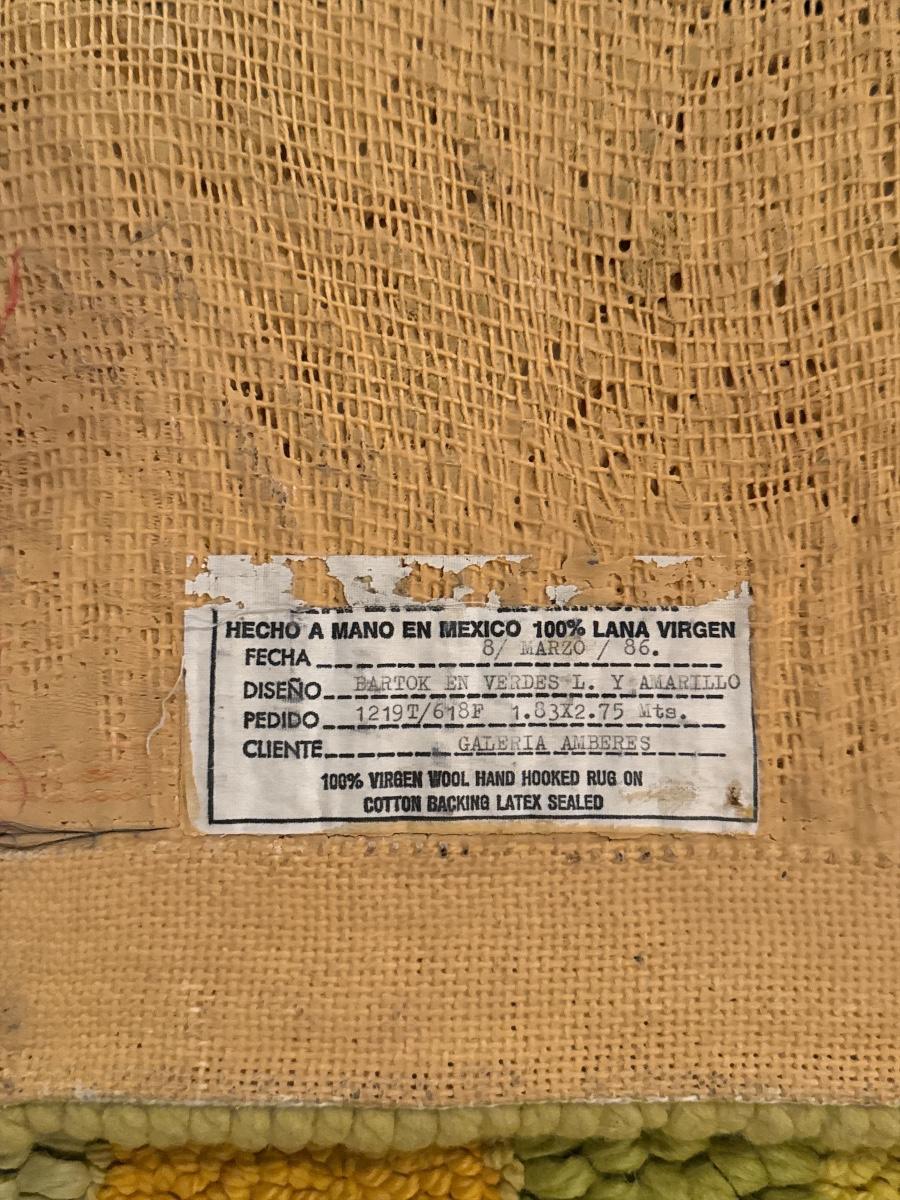 HECHO A MANO EN MEXICO 100% LANA VIRGEN
FECHA 8/ MARZO / 86.
DISEÑO BARTOK EN VERDES L. Y AMARILLO
PEDIDO 1219T/618F 1.83X2.75 Mts.
CLIENTE GALERIA AMBERES
100% VIRGEN WOOL HAND HOOKED RUG ON
COTTON BACKING LATEX SEALED